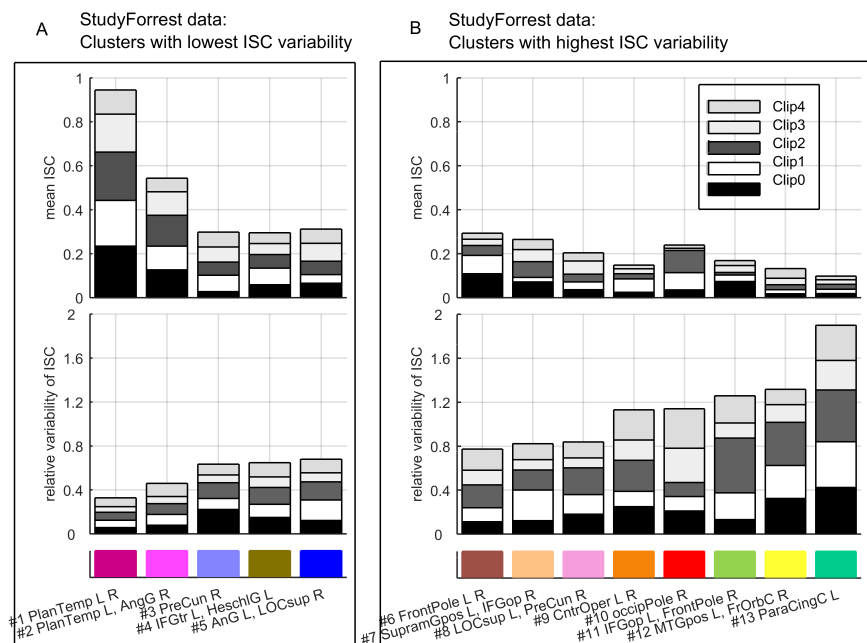 A
StudyForrest data:
Clusters with lowest ISC variability
1
0.8
0.6
0.4
0.2
0
mean ISC
2
1.6
1.2
0.8
0.4
0
relative variability of ISC
#1 PlanTemp L R
#2 PlanTemp L, AngG R
#3 PreCun R
#4 IFGtr L, HeschlG L
#5 AnG L, LOCsup R
B
StudyForrest data:
Clusters with highest ISC variability
1
0.8
0.6
0.4
0.2
0
mean ISC
Clip4
Clip3
Clip2
Clip1
Clip0
2
1.6
1.2
0.8
0.4
0
relative variability of ISC
#6 FrontPole L R
#7 SupramGpos L, IFGop R
#8 LOCsup L, PreCun R
#9 CntrOper L R
#10 occipPole R
#11 IFGop L, FrontPole R
#12 MTGpos L, FrOrbC R
#13 ParaCingC L